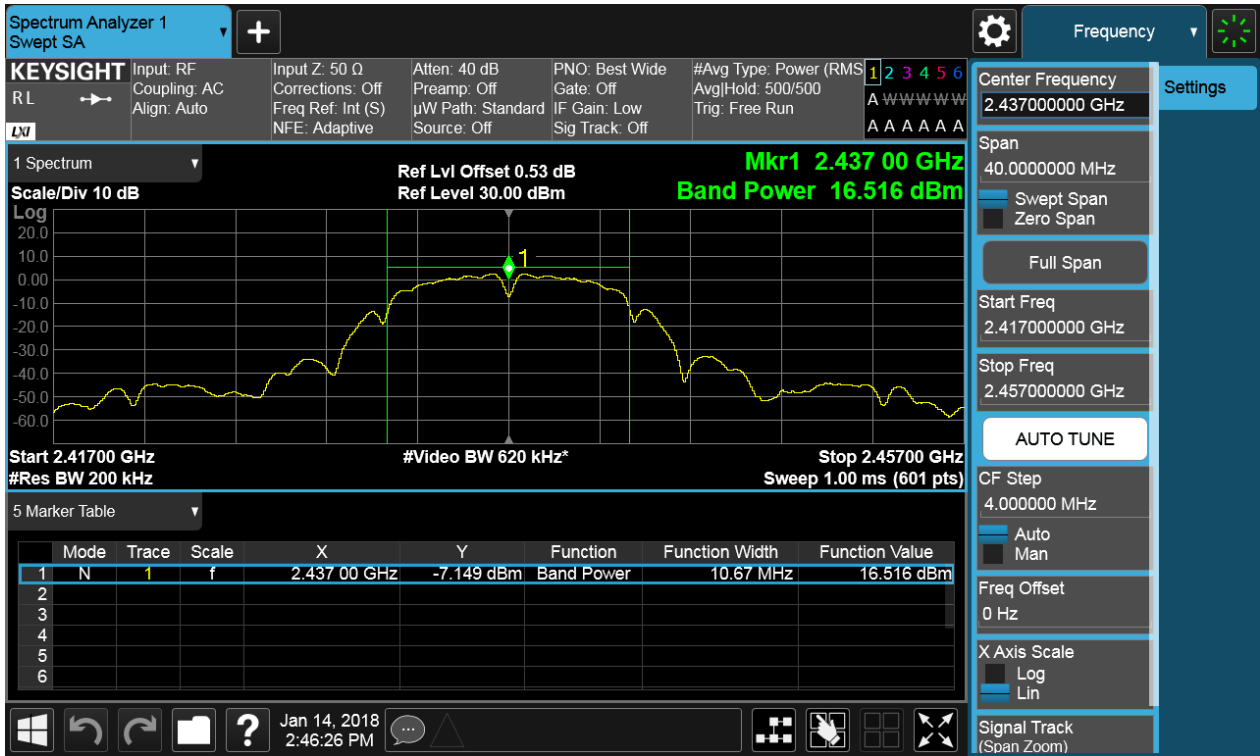 Spectrum Analyzer 1
Swept SA
Frequency
KEYSIGHT
R L
LXI
Input: RF
Coupling: AC
Align: Auto
Input Z: 50 Ω
Corrections: Off
Freq Ref: Int (S)
NFE: Adaptive
Atten: 40 dB
Preamp: Off
µW Path: Standard
Source: Off
PNO: Best Wide
Gate: Off
IF Gain: Low
Sig Track: Off
#Avg Type: Power (RMS
Avg|Hold: 500/500
Trig: Free Run
1 2 3 4 5 6
A W W W W W
A A A A A A
1 Spectrum
Scale/Div 10 dB
Ref Lvl Offset 0.53 dB
Ref Level 30.00 dBm
Mkr1 2.437 00 GHz
Band Power 16.516 dBm
Log
20.0
10.0
0.00
-10.0
-20.0
-30.0
-40.0
-50.0
-60.0
1
Start 2.41700 GHz
#Res BW 200 kHz
#Video BW 620 kHz*
Stop 2.45700 GHz
Sweep 1.00 ms (601 pts)
5 Marker Table
Mode Trace Scale X Y Function Function Width Function Value
1 N 1 f 2.437 00 GHz -7.149 dBm Band Power 10.67 MHz 16.516 dBm
2
3
4
5
6
Jan 14, 2018
2:46:26 PM
Center Frequency
2.437000000 GHz
Settings
Span
40.0000000 MHz
Swept Span
Zero Span
Full Span
Start Freq
2.417000000 GHz
Stop Freq
2.457000000 GHz
AUTO TUNE
CF Step
4.000000 MHz
Auto
Man
Freq Offset
0 Hz
X Axis Scale
Log
Lin
Signal Track
(Span Zoom)